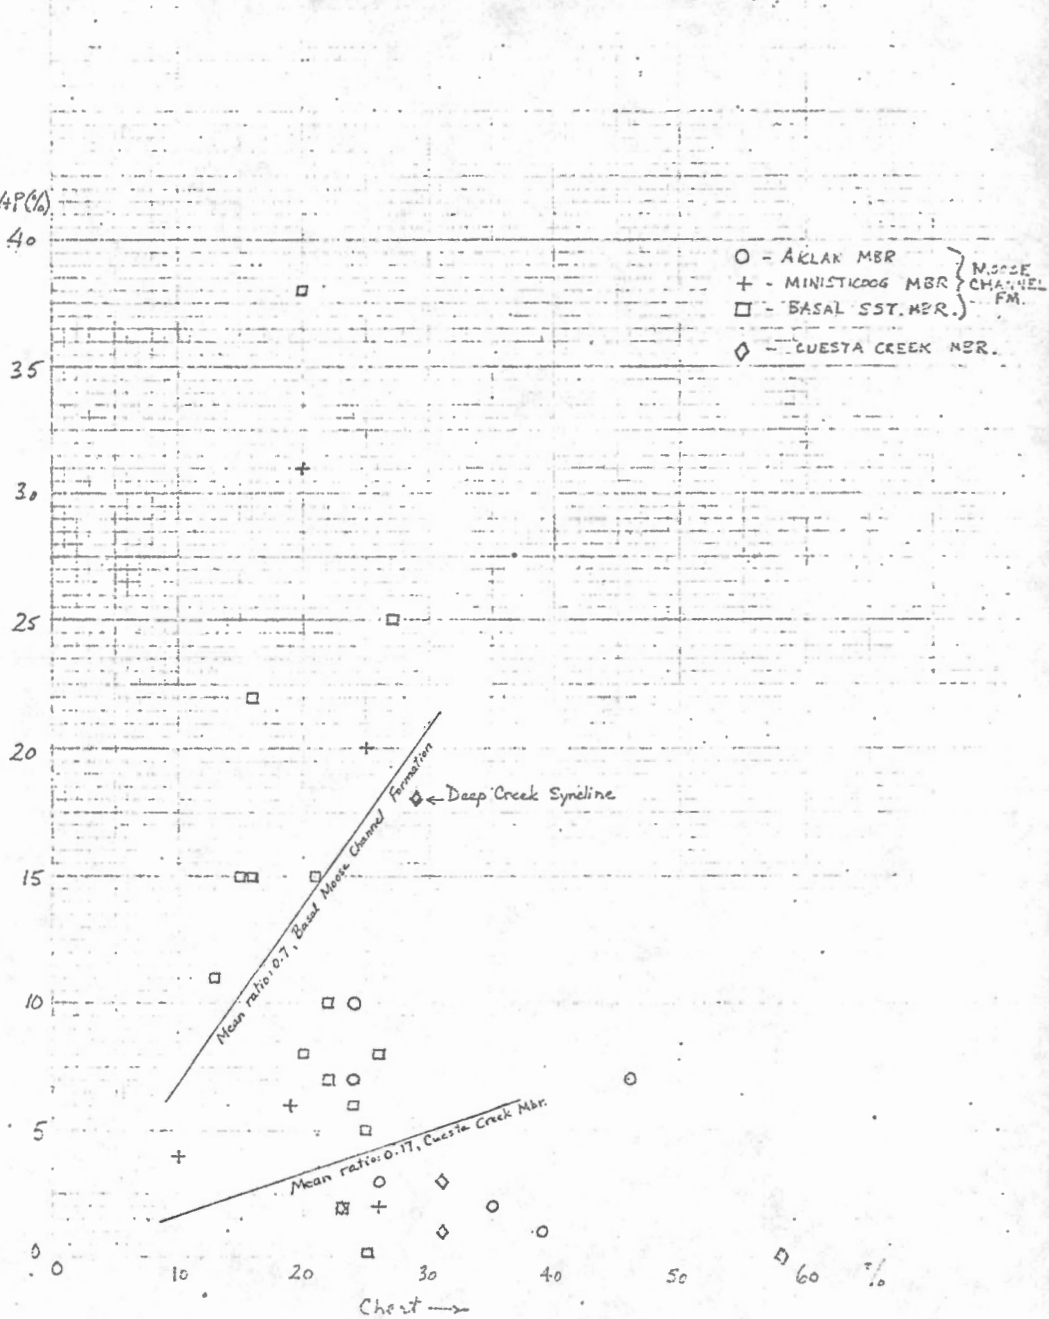 40
35
30
25
20
15
10
5
0
O - AKLAK MBR
+ - MINISTICOOG MBR
□ - BASAL SST. MBR.
MOOSE
CHANNEL
FM.
◇ - CUESTA CREEK MBR.
←Deep Creek Syncline
Mean ratio: 0.7, Basal Moose Channel Formation
Mean ratio: 0.17, Cuesta Creek Mbr.
0 10 20 30 40 50 60 %
Chert →